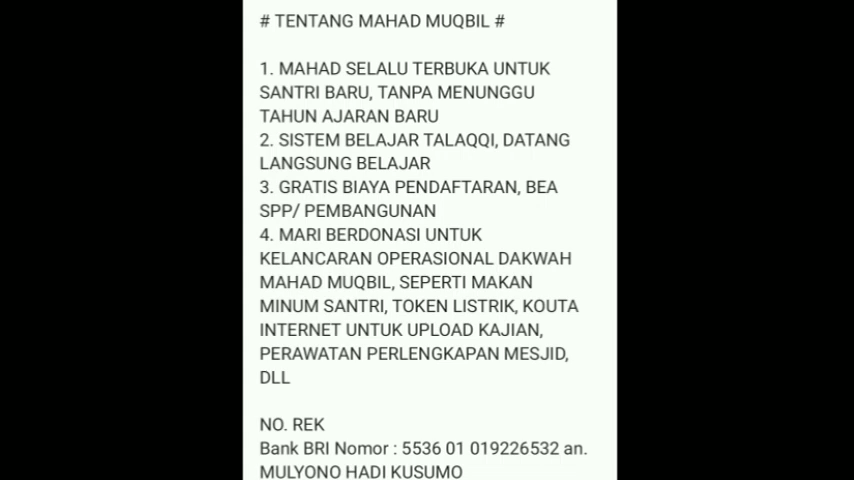 # TENTANG MAHAD MUQBIL #
1. MAHAD SELALU TERBUKA UNTUK
SANTRI BARU, TANPA MENUNGGU
TAHUN AJARAN BARU
2. SISTEM BELAJAR TALAQQI, DATANG
LANGSUNG BELAJAR
3. GRATIS BIAYA PENDAFTARAN, BEA
SPP/ PEMBANGUNAN
4. MARI BERDONASI UNTUK
KELANCARAN OPERASIONAL DAKWAH
MAHAD MUQBIL, SEPERTI MAKAN
MINUM SANTRI, TOKEN LISTRIK, KOUTA
INTERNET UNTUK UPLOAD KAJIAN,
PERAWATAN PERLENGKAPAN MESJID,
DLL
NO. REK
Bank BRI Nomor : 5536 01 019226532 an.
MULYONO HADI KUSUMO